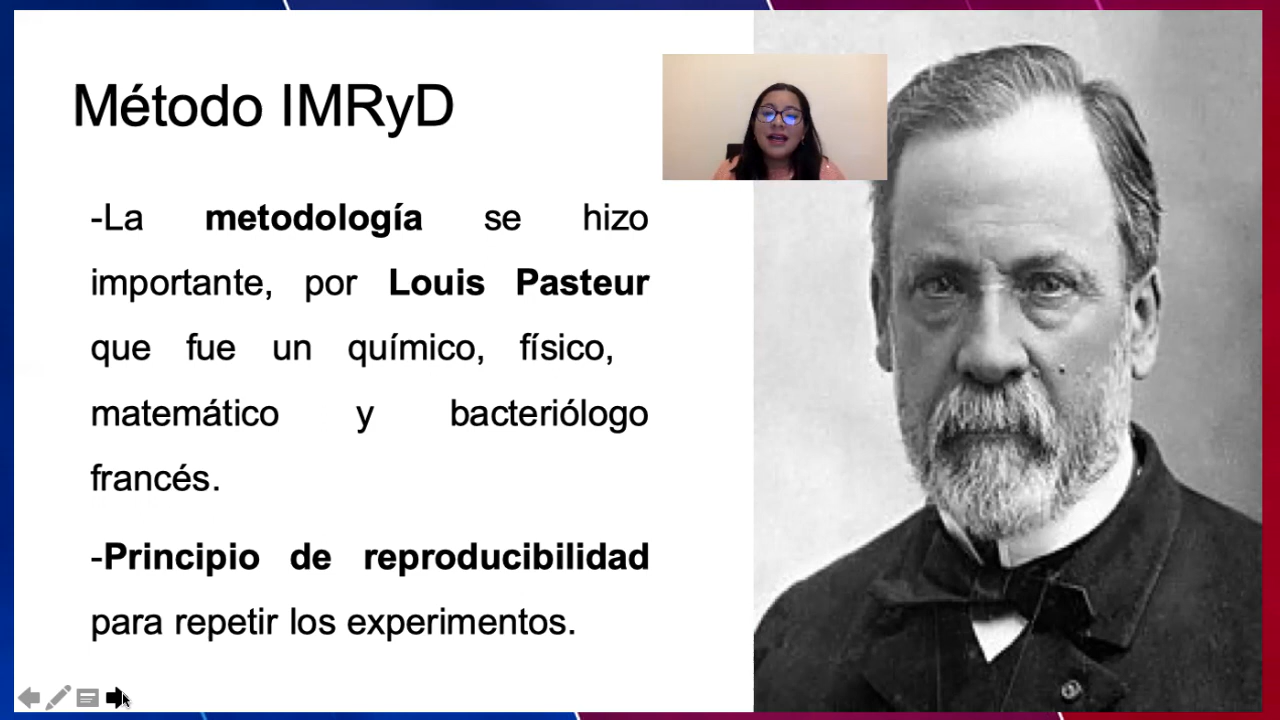 Método IMRyD
-La metodología se hizo
importante, por Louis Pasteur
que fue un químico, físico,
matemático y bacteriólogo
francés.
-Principio de reproducibilidad
para repetir los experimentos.